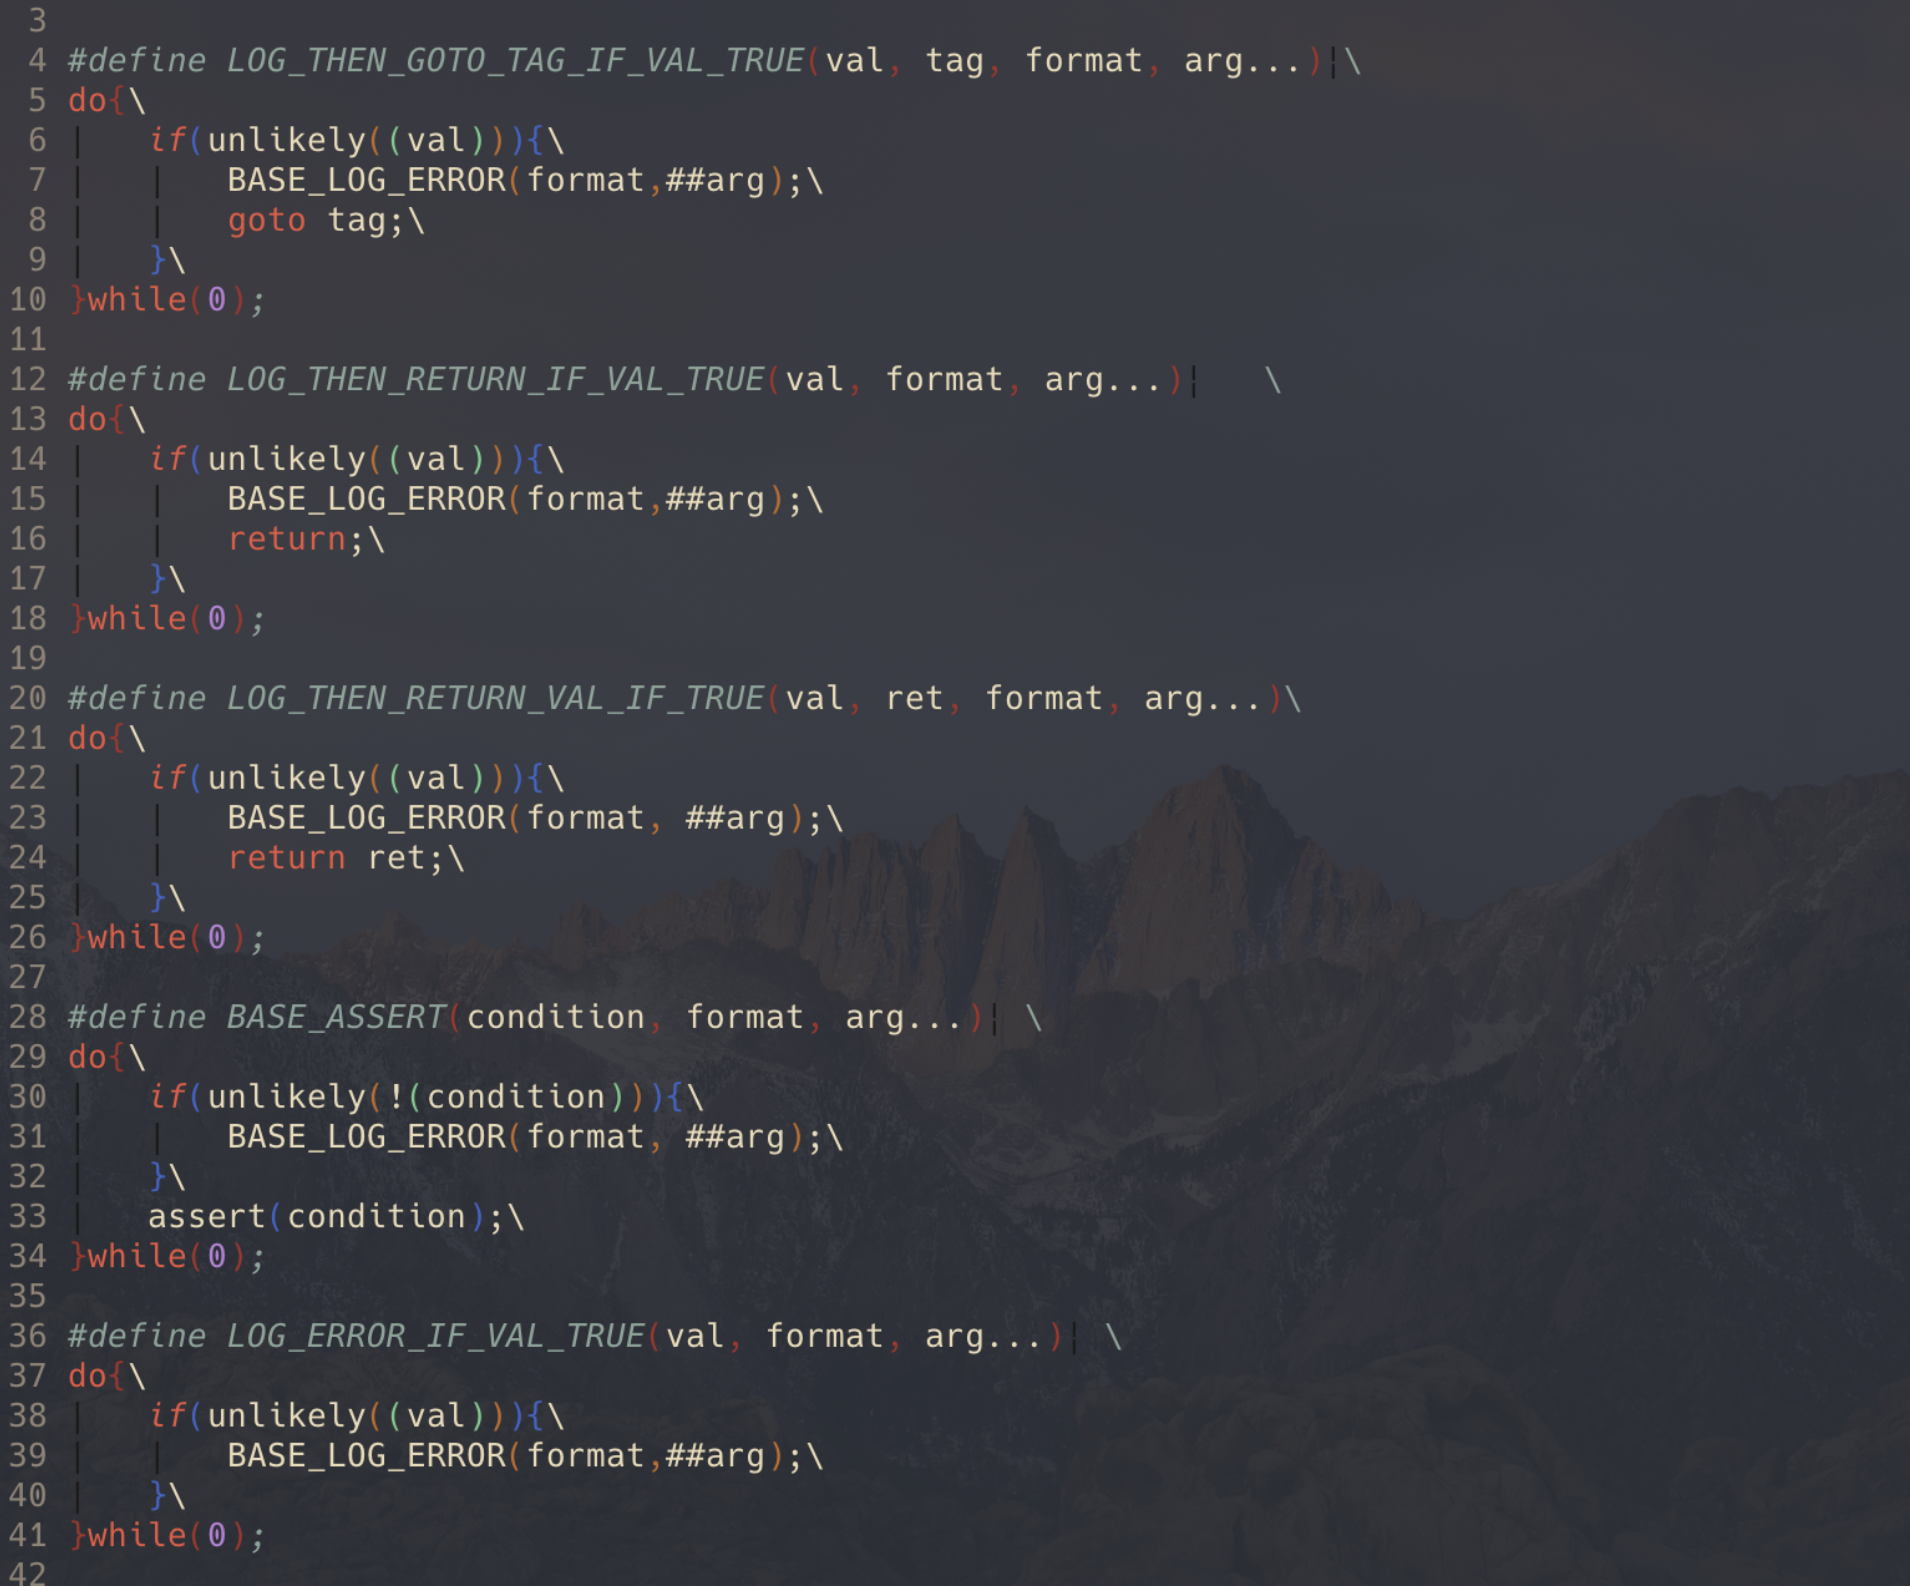 3
4 #define LOG_THEN_GOTO_TAG_IF_VAL_TRUE(val, tag, format, arg...)¦\
5 do{\
6 |   if(unlikely((val))){\
7 |   |   BASE_LOG_ERROR(format,##arg);\
8 |   |   goto tag;\
9 |   }\
10 }while(0);
11
12 #define LOG_THEN_RETURN_IF_VAL_TRUE(val, format, arg...)¦   \
13 do{\
14 |   if(unlikely((val))){\
15 |   |   BASE_LOG_ERROR(format,##arg);\
16 |   |   return;\
17 |   }\
18 }while(0);
19
20 #define LOG_THEN_RETURN_VAL_IF_TRUE(val, ret, format, arg...)\
21 do{\
22 |   if(unlikely((val))){\
23 |   |   BASE_LOG_ERROR(format, ##arg);\
24 |   |   return ret;\
25 |   }\
26 }while(0);
27
28 #define BASE_ASSERT(condition, format, arg...)¦ \
29 do{\
30 |   if(unlikely(!(condition))){\
31 |   |   BASE_LOG_ERROR(format, ##arg);\
32 |   }\
33 |   assert(condition);\
34 }while(0);
35
36 #define LOG_ERROR_IF_VAL_TRUE(val, format, arg...)¦ \
37 do{\
38 |   if(unlikely((val))){\
39 |   |   BASE_LOG_ERROR(format,##arg);\
40 |   }\
41 }while(0);
42